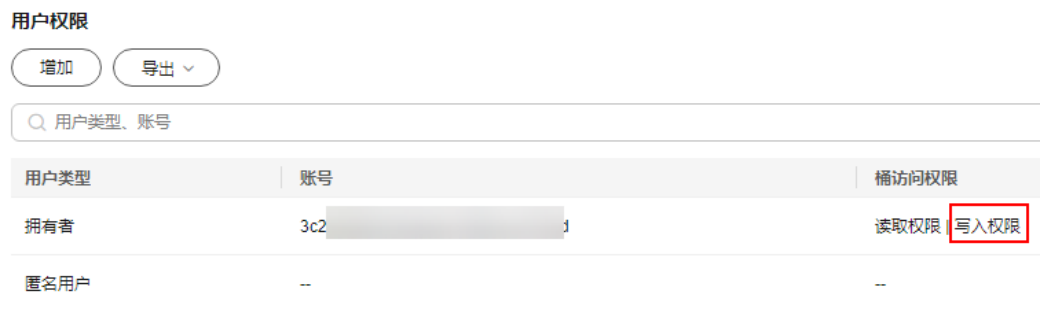 用户权限
增加 导出
用户类型、账号
用户类型 账号 桶访问权限
拥有者 3c2 d 读取权限 | 写入权限
匿名用户 -- --